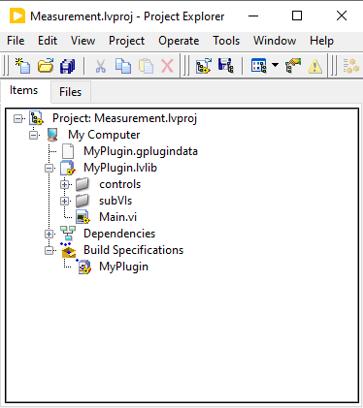 Measurement.lvproj - Project Explorer
File Edit View Project Operate Tools Window Help
Items Files
Project: Measurement.lvproj
My Computer
MyPlugin.gplugindata
MyPlugin.lvlib
controls
subVIs
Main.vi
Dependencies
Build Specifications
MyPlugin